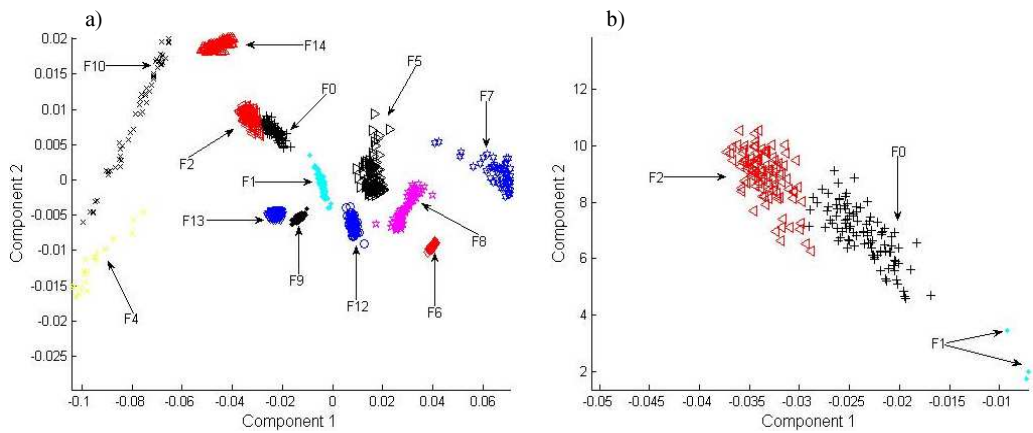 a)
0.02
0.015
0.01
0.005
0
-0.005
-0.01
-0.015
-0.02
-0.025
Component 2
F10
F14
F0
F5
F7
F2
F1
F13
F9
F8
F4
F12
F6
-0.1 -0.08 -0.06 -0.04 -0.02 0 0.02 0.04 0.06
Component 1
b)
12
10
8
6
4
2
Component 2
F2
F0
F1
-0.05 -0.045 -0.04 -0.035 -0.03 -0.025 -0.02 -0.015 -0.01
Component 1